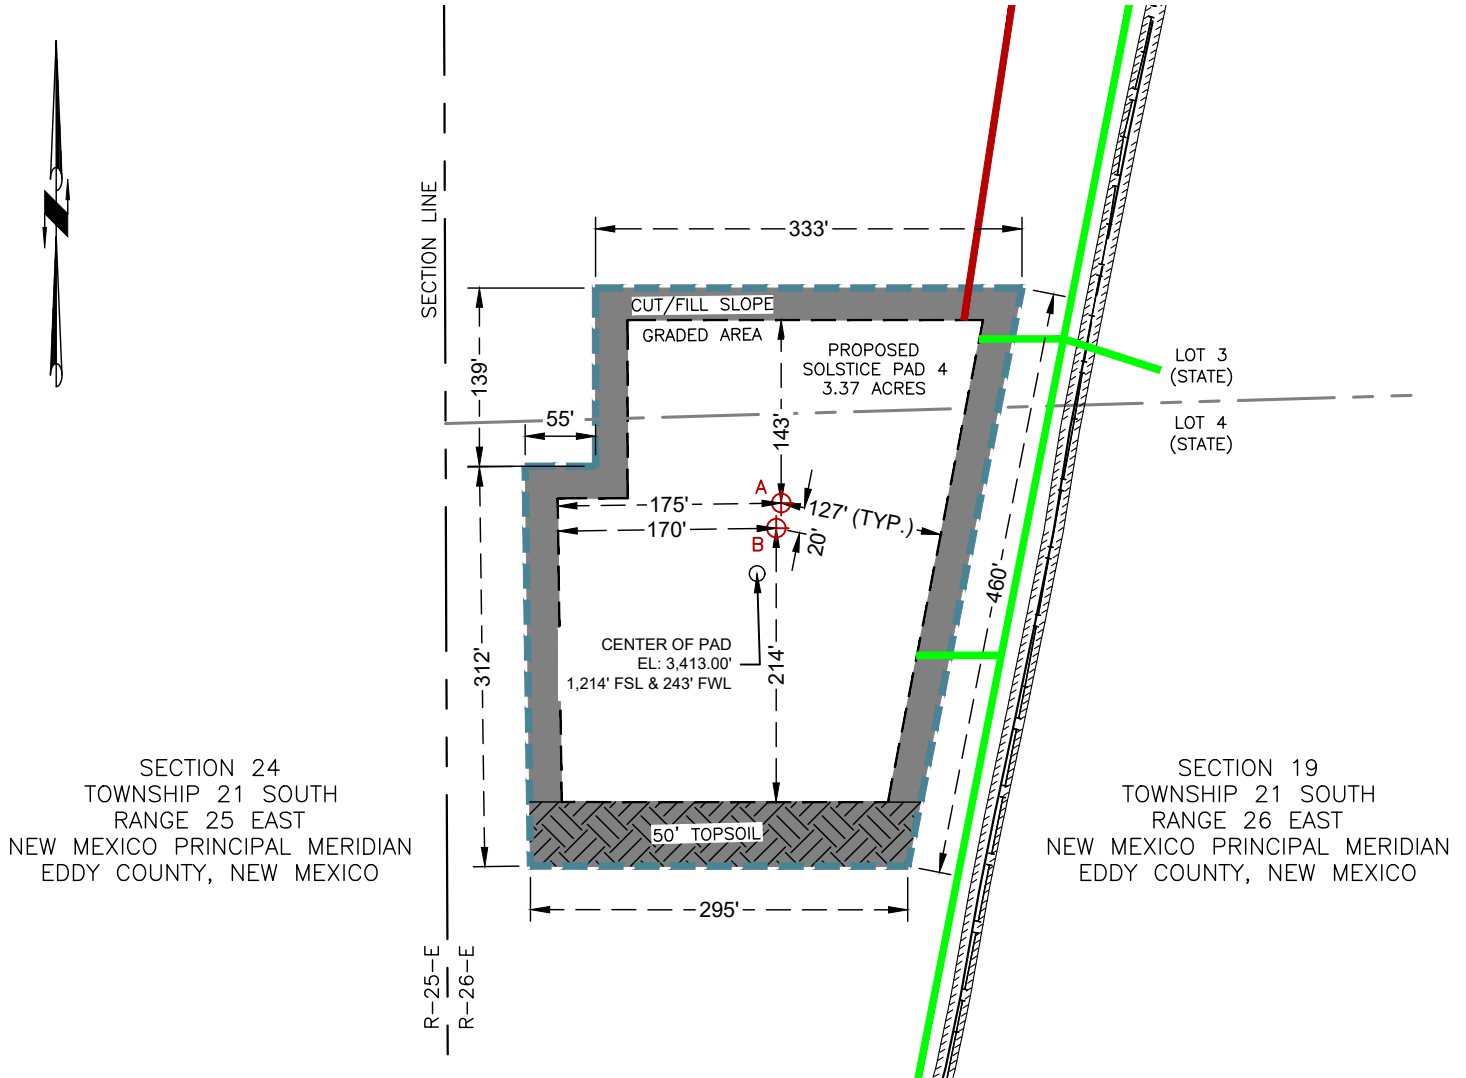 SECTION LINE
333'
CUT/FILL SLOPE
GRADED AREA
PROPOSED
SOLSTICE PAD 4
3.37 ACRES
LOT 3
(STATE)
139'
55'
143'
LOT 4
(STATE)
A
175'
127' (TYP.)
170'
B
20'
460'
CENTER OF PAD
EL: 3,413.00'
1,214' FSL & 243' FWL
312'
214'
SECTION 24
TOWNSHIP 21 SOUTH
RANGE 25 EAST
NEW MEXICO PRINCIPAL MERIDIAN
EDDY COUNTY, NEW MEXICO
SECTION 19
TOWNSHIP 21 SOUTH
RANGE 26 EAST
NEW MEXICO PRINCIPAL MERIDIAN
EDDY COUNTY, NEW MEXICO
50' TOPSOIL
295'
R-25-E
R-26-E